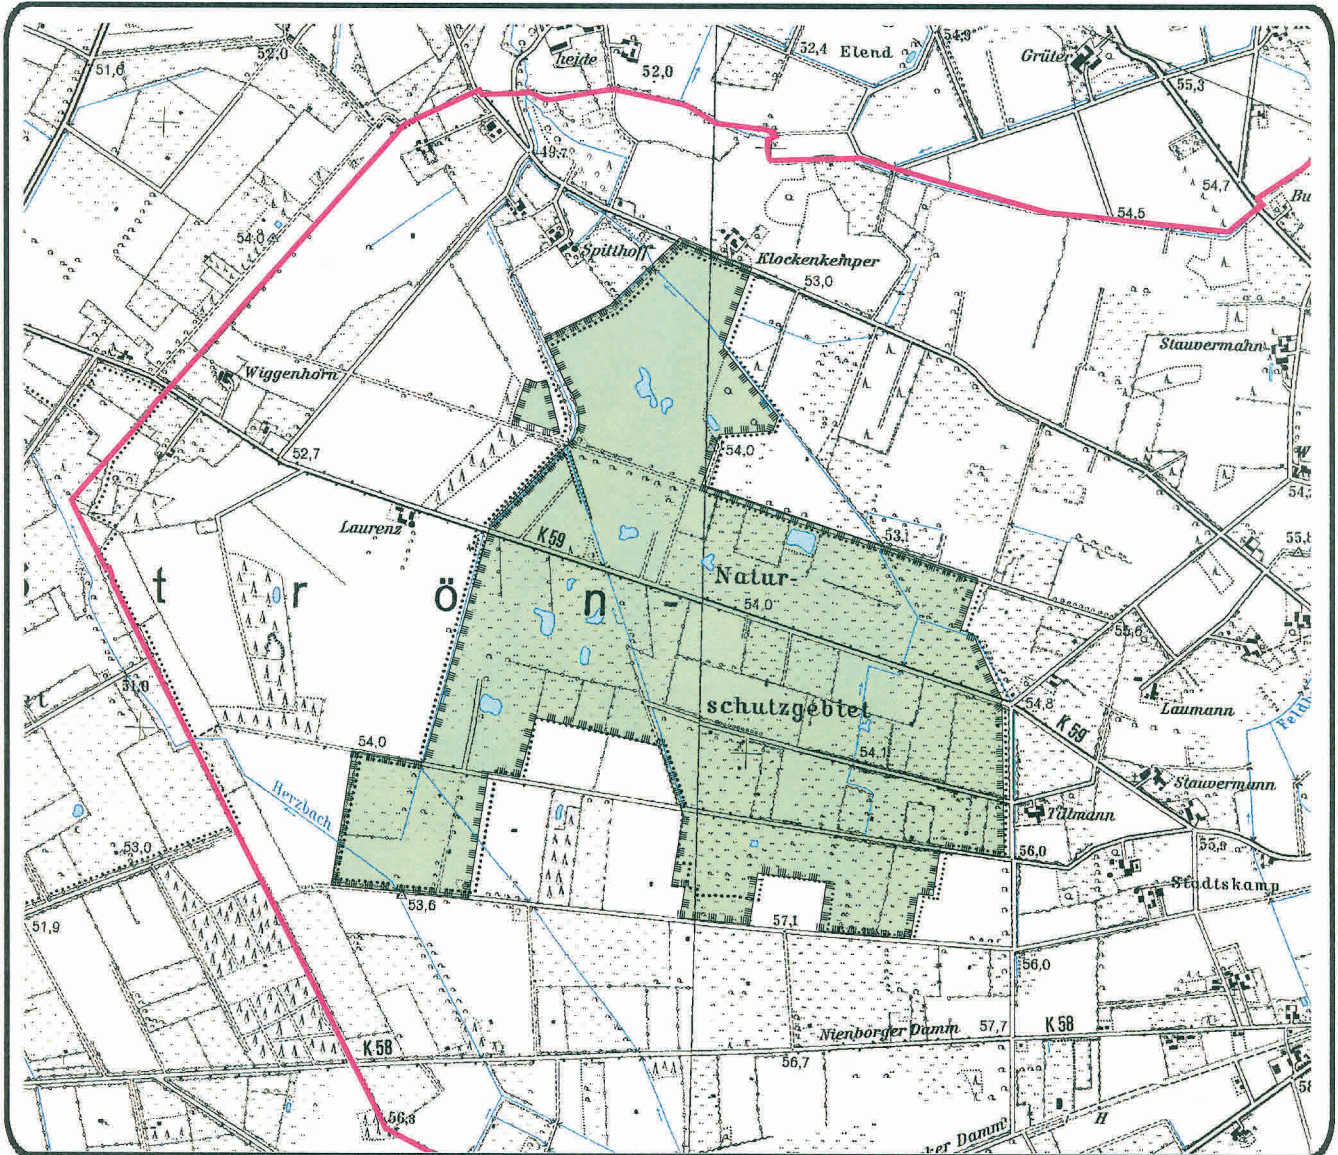 52,0
51,6
heide
52,0
52,4
Elend
54,9
Grüter
55,3
49,7
54,7
Bu
54,5
54,0
Spitthoff
Klockenkemper
53,0
Stauvermann
Wiggenhorn
52,7
54,0
W
Laurenz
K 59
53,1
t r ö n -
Natur-
54,0
55,6
51,0
54,8
Laumann
Feldh
schutzgebiet
K 59
54,0
54,1
Herzbach
Stauvermann
Tillmann
53,0
56,0
55,9
Stadtskamp
53,6
57,1
51,9
56,0
Nienborger Damm
57,7
K 58
K 58
56,7
58
56,3
H
ker Damm